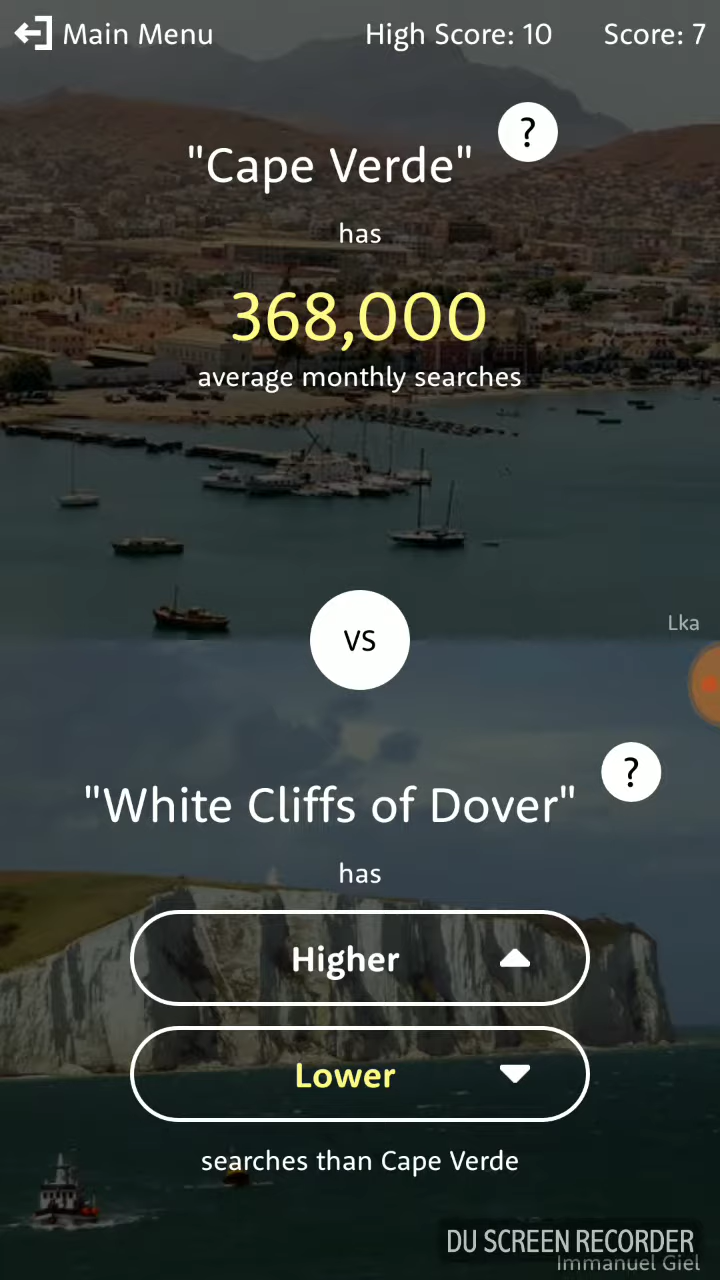 Main Menu High Score: 10 Score: 7
?
"Cape Verde"
has
368,000
average monthly searches
Lka
VS
?
"White Cliffs of Dover"
has
Higher
Lower
searches than Cape Verde
DU SCREEN RECORDER
Immanuel Giel